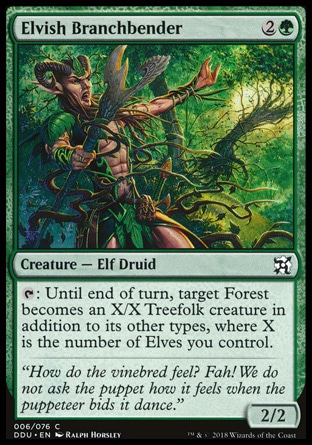 Elvish Branchbender 2
Creature — Elf Druid
: Until end of turn, target Forest
becomes an X/X Treefolk creature in
addition to its other types, where X
is the number of Elves you control.
"How do the vinebred feel? Fah! We do
not ask the puppet how it feels when the
puppeteer bids it dance."
2/2
006/076 C
DDU • EN RALPH HORSLEY ™ & © 2018 Wizards of the Coast